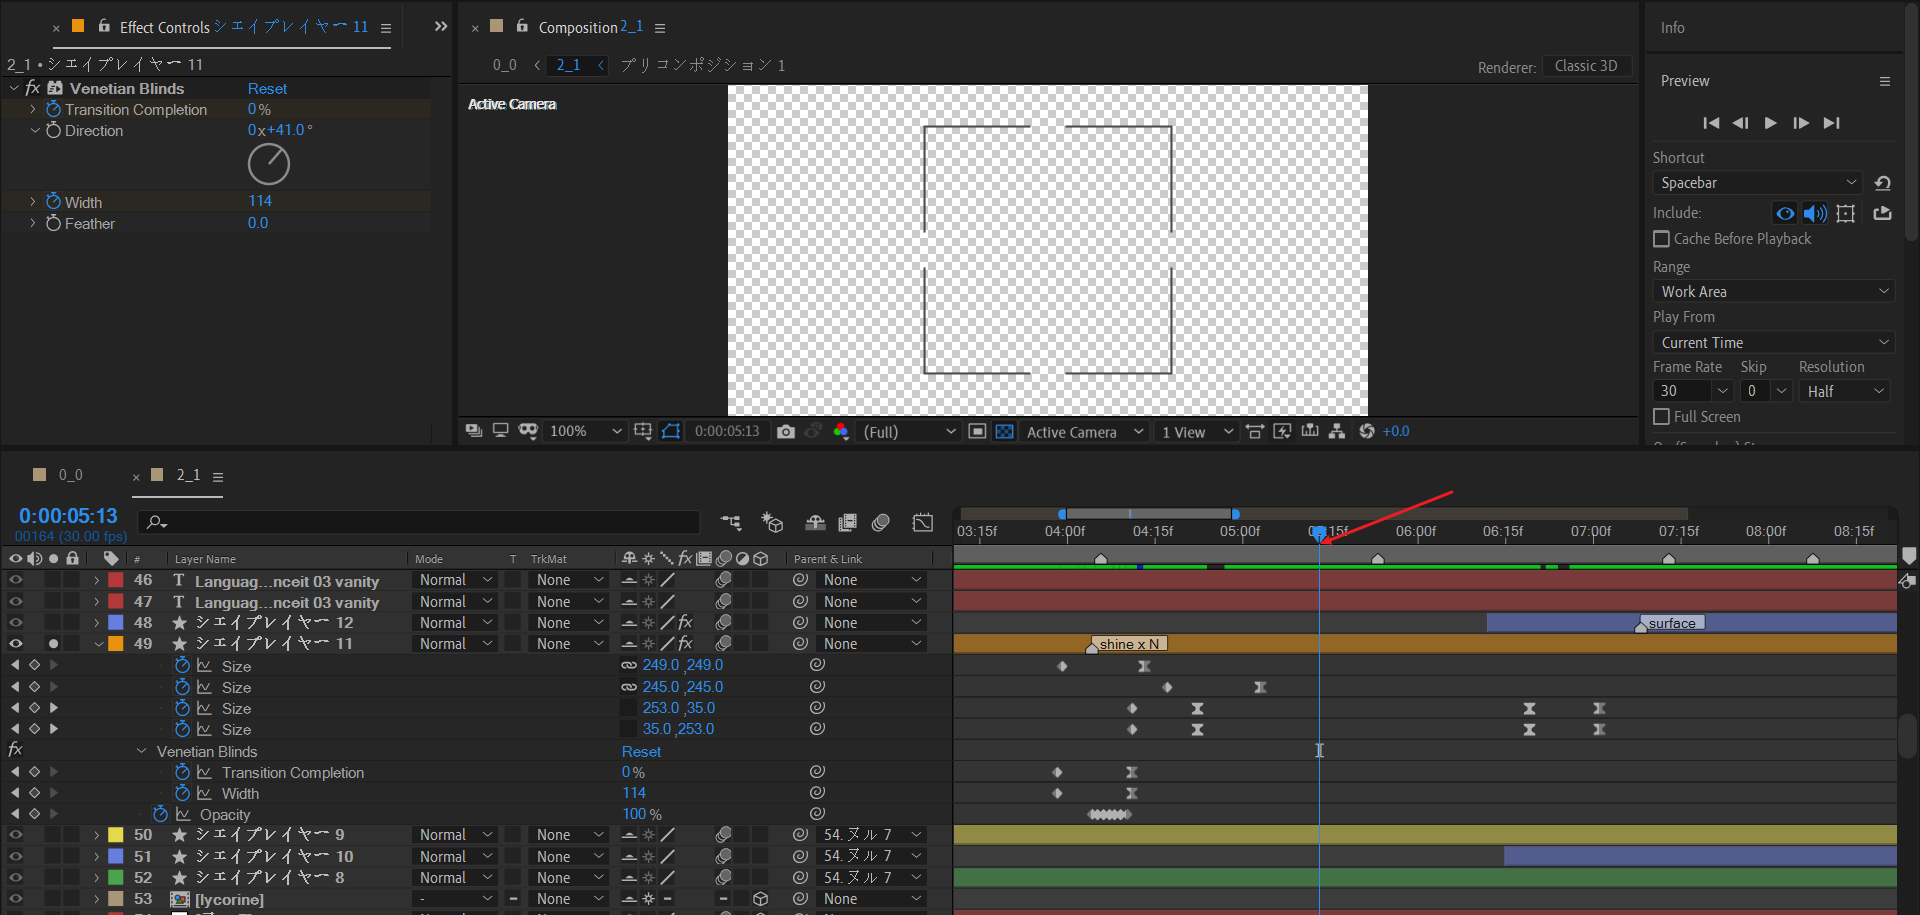 Effect Controls シエイプレイヤー 11
Composition 2_1
Info
2_1 • シエイプレイヤー 11
0_0 2_1 プリコンポジション 1
Renderer: Classic 3D
Preview
fx Venetian Blinds Reset
Transition Completion 0 %
Direction 0x+41.0 °
Width 114
Feather 0.0
Active Camera
Shortcut
Spacebar
Include:
Cache Before Playback
Range
Work Area
Play From
Current Time
Frame Rate Skip Resolution
30 0 Half
Full Screen
100% 0:00:05:13 (Full) Active Camera 1 View +0.0
0_0 2_1
0:00:05:13
00164 (30.00 fps)
03:15f 04:00f 04:15f 05:00f 15f 06:00f 06:15f 07:00f 07:15f 08:00f 08:15f
# Layer Name Mode T TrkMat fx Parent & Link
46 T Languag...nceit 03 vanity Normal None None
47 T Languag...nceit 03 vanity Normal None None
48 シエイプレイヤー 12 Normal None fx None surface
49 シエイプレイヤー 11 Normal None fx None shine x N
Size 249.0 ,249.0
Size 245.0 ,245.0
Size 253.0 ,35.0
Size 35.0 ,253.0
fx Venetian Blinds Reset
Transition Completion 0 %
Width 114
Opacity 100 %
50 シエイプレイヤー 9 Normal None 54. ヌル 7
51 シエイプレイヤー 10 Normal None 54. ヌル 7
52 シエイプレイヤー 8 Normal None 54. ヌル 7
53 [lycorine] - None